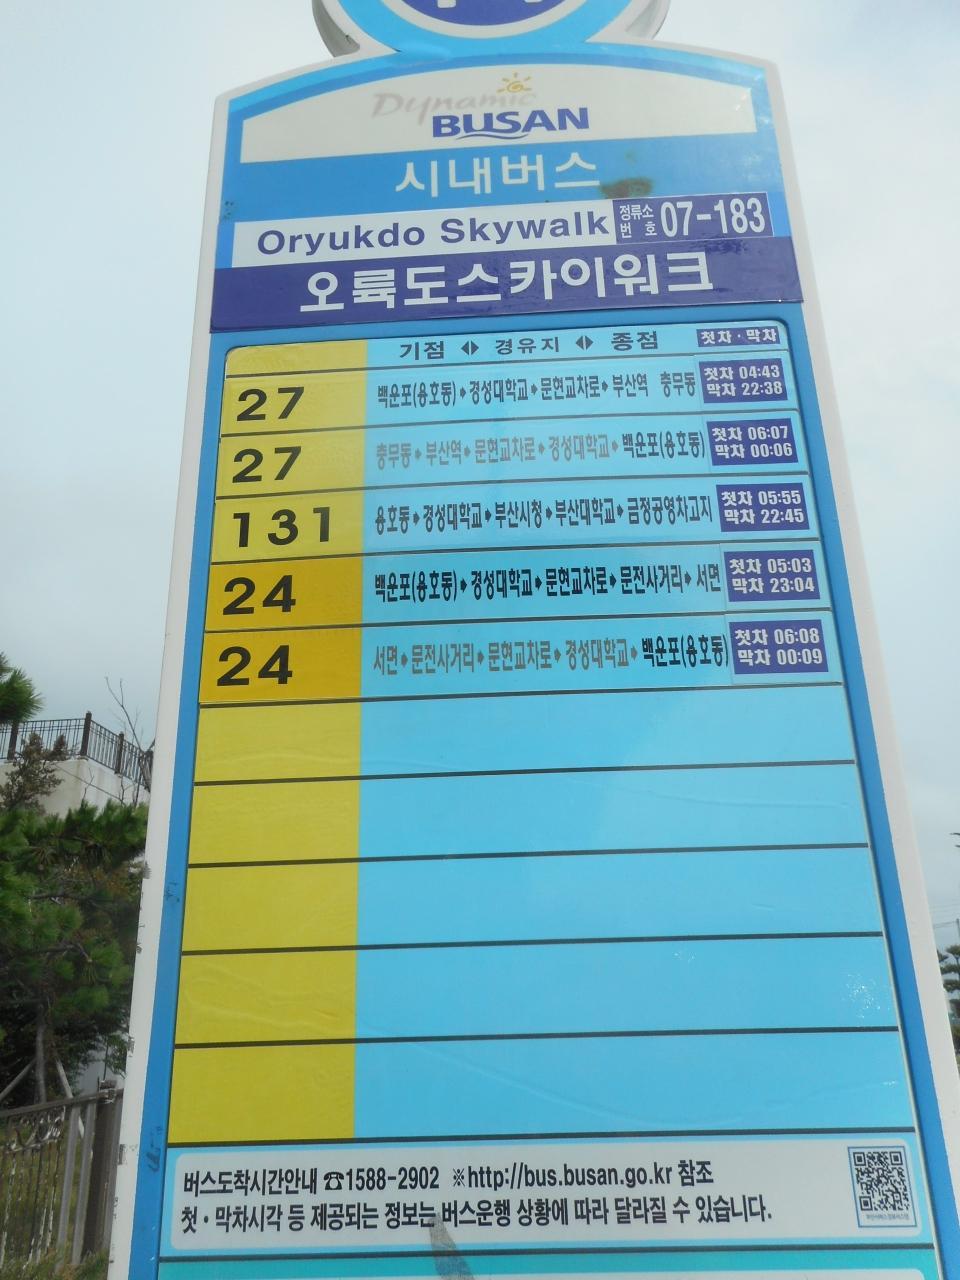 Dynamic
BUSAN
시내버스
Oryukdo Skywalk 정류소 번 호 07-183
오륙도스카이워크
기점 ◀▶ 경유지 ◀▶ 종점 첫차·막차
27 백운포(용호동)▶경성대학교▶문현교차로▶부산역 충무동 첫차 04:43 막차 22:38
27 충무동▶부산역▶문현교차로▶경성대학교▶백운포(용호동) 첫차 06:07 막차 00:06
131 용호동▶경성대학교▶부산시청▶부산대학교▶금정공영차고지 첫차 05:55 막차 22:45
24 백운포(용호동)▶경성대학교▶문현교차로▶문전사거리▶서면 첫차 05:03 막차 23:04
24 서면▶문전사거리▶문현교차로▶경성대학교▶백운포(용호동) 첫차 06:08 막차 00:09
버스도착시간안내 ☎1588-2902 ※http://bus.busan.go.kr 참조
첫·막차시각 등 제공되는 정보는 버스운행 상황에 따라 달라질 수 있습니다.